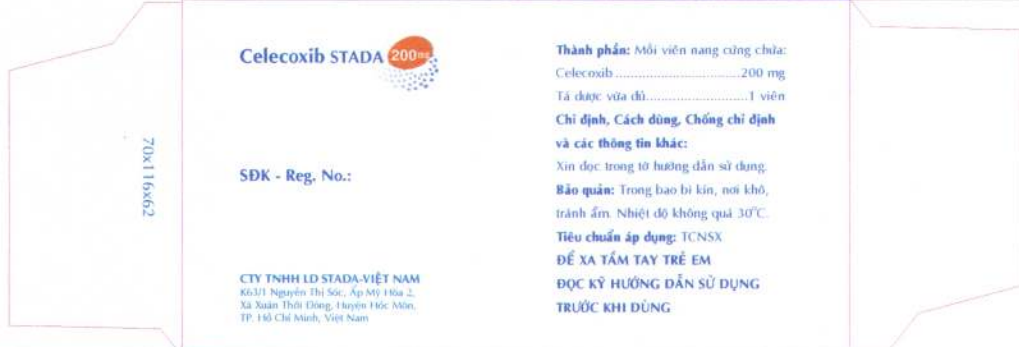 Celecoxib STADA 200mg
SĐK - Reg. No.:
CTY TNHH LD STADA-VIỆT NAM
K63/1 Nguyễn Thị Sóc, Ấp Mỹ Hòa 2,
Xã Xuân Thới Đông, Huyện Hóc Môn,
TP. Hồ Chí Minh, Việt Nam
Thành phần: Mỗi viên nang cứng chứa:
Celecoxib................................200 mg
Tá dược vừa đủ..........................1 viên
Chỉ định, Cách dùng, Chống chỉ định
và các thông tin khác:
Xin đọc trong tờ hướng dẫn sử dụng.
Bảo quản: Trong bao bì kín, nơi khô,
tránh ẩm. Nhiệt độ không quá 30°C.
Tiêu chuẩn áp dụng: TCNSX
ĐỂ XA TẦM TAY TRẺ EM
ĐỌC KỸ HƯỚNG DẪN SỬ DỤNG
TRƯỚC KHI DÙNG
70x116x62